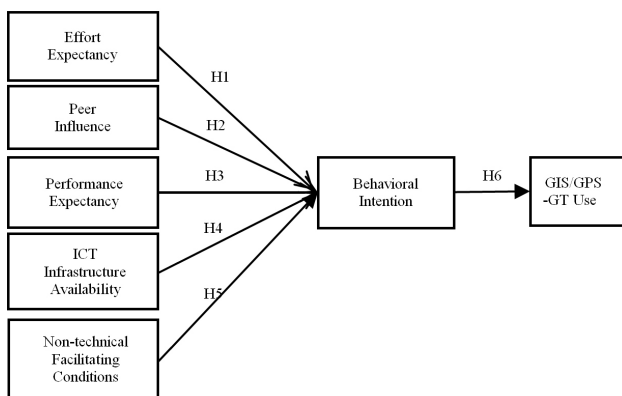 Effort
Expectancy
H1
Peer
Influence
H2
Performance
Expectancy
H3
Behavioral
Intention
H6
GIS/GPS
-GT Use
ICT
Infrastructure
Availability
H4
Non-technical
Facilitating
Conditions
H5